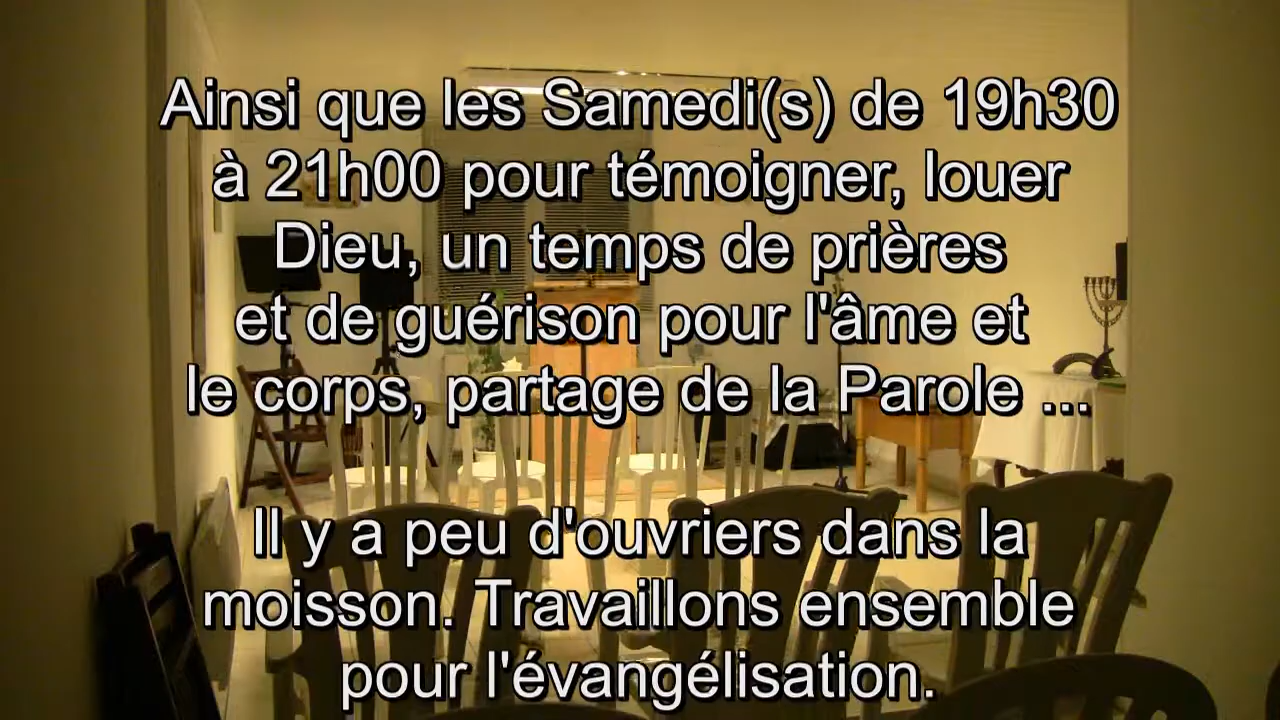 Ainsi que les Samedi(s) de 19h30
à 21h00 pour témoigner, louer
Dieu, un temps de prières
et de guérison pour l'âme et
le corps, partage de la Parole ...
Il y a peu d'ouvriers dans la
moisson. Travaillons ensemble
pour l'évangélisation.